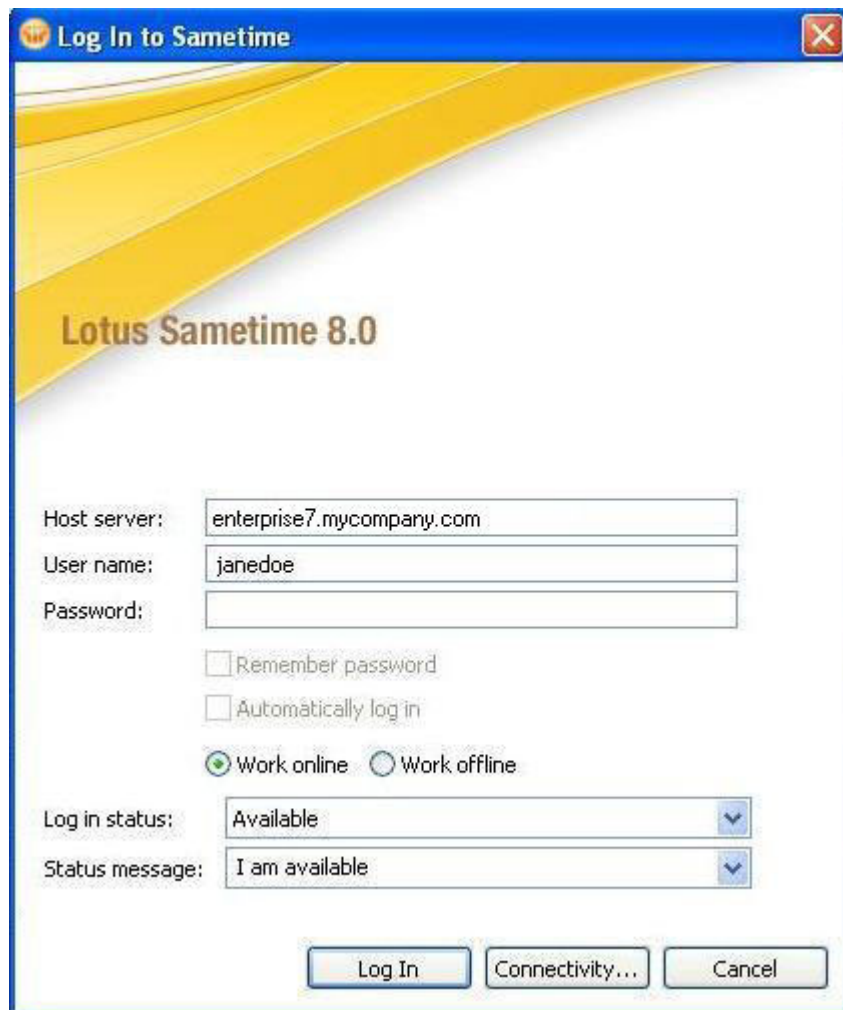 Log In to Sametime
Lotus Sametime 8.0
Host server: enterprise7.mycompany.com
User name: janedoe
Password:
Remember password
Automatically log in
Work online Work offline
Log in status: Available
Status message: I am available
Log In Connectivity... Cancel